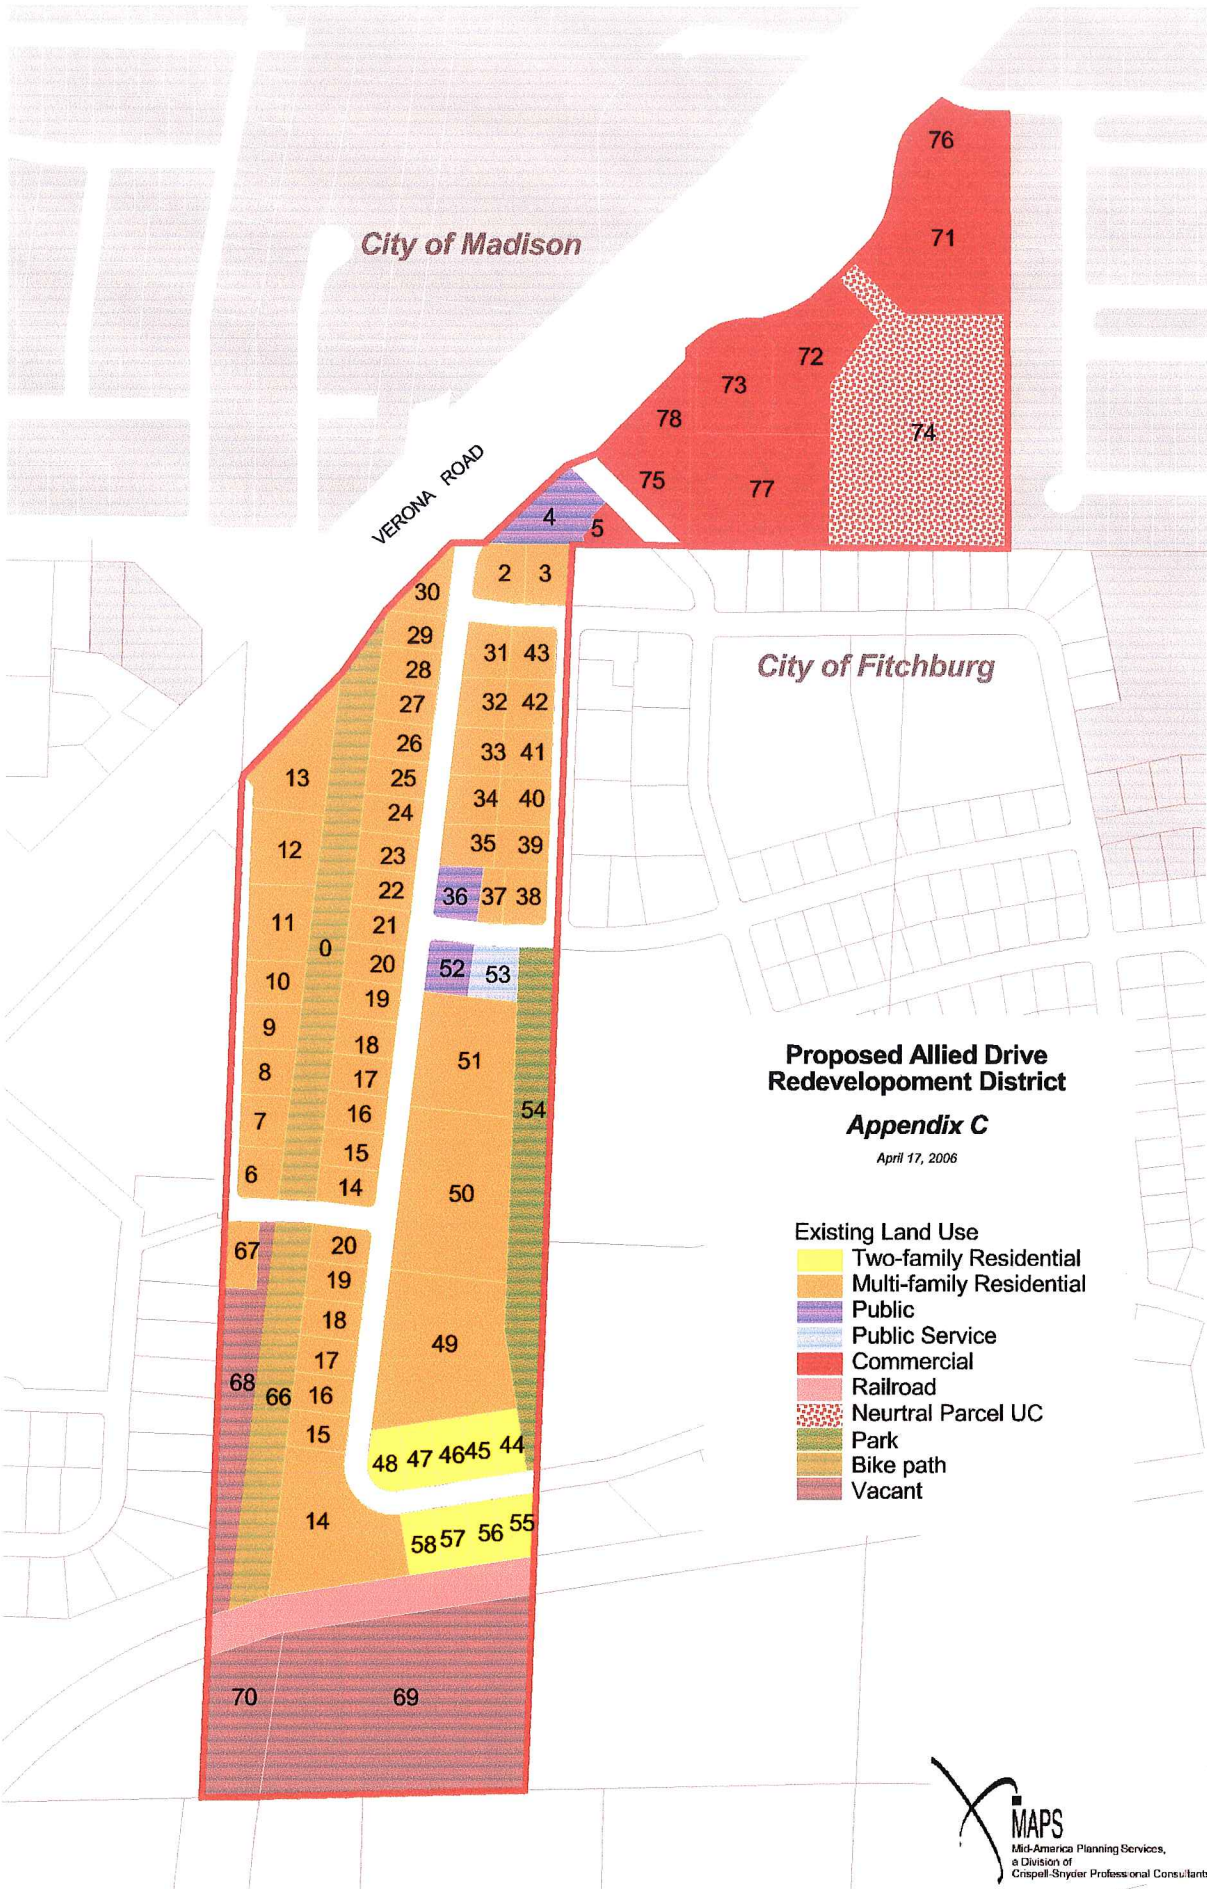 76
City of Madison
71
72
73
78
74
VERONA ROAD
75
77
4
5
2
3
30
29
31 43
28
City of Fitchburg
27
32 42
26
33 41
13
25
34 40
24
12
35 39
23
22
36 37 38
11
21
0
20
52 53
10
19
9
18
51
8
17
Proposed Allied Drive
Redevelopoment District
7
16
54
Appendix C
15
April 17, 2006
6
14
50
67
20
19
18
49
17
68 66 16
15
48 47 46 45 44
14
58 57 56 55
70
69
Existing Land Use
Two-family Residential
Multi-family Residential
Public
Public Service
Commercial
Railroad
Neurtral Parcel UC
Park
Bike path
Vacant
MAPS
Mid-America Planning Services,
a Division of
Crispell-Snyder Professional Consultants